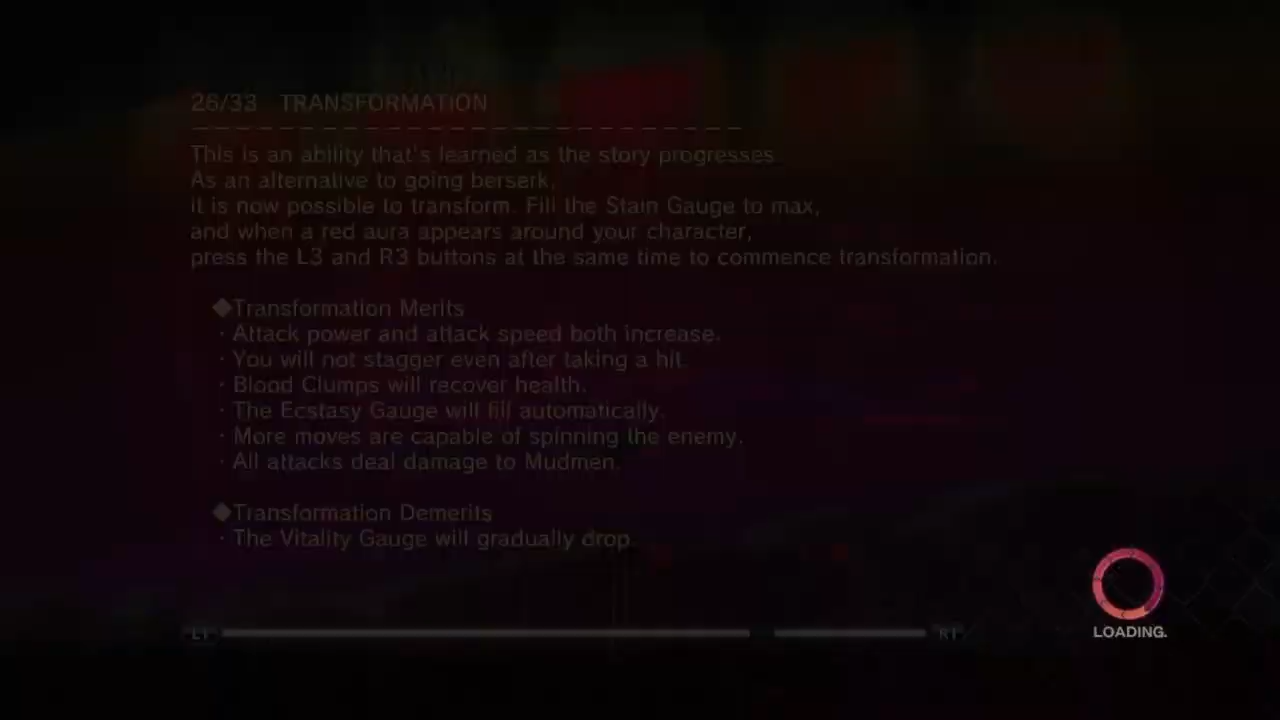 26/33 TRANSFORMATION
This is an ability that's learned as the story progresses.
As an alternative to going berserk,
it is now possible to transform. Fill the Stain Gauge to max,
and when a red aura appears around your character,
press the L3 and R3 buttons at the same time to commence transformation.
◆Transformation Merits
· Attack power and attack speed both increase.
· You will not stagger even after taking a hit.
· Blood Clumps will recover health.
· The Ecstasy Gauge will fill automatically.
· More moves are capable of spinning the enemy.
· All attacks deal damage to Mudmen.
◆Transformation Demerits
· The Vitality Gauge will gradually drop.
L1 R1
LOADING.